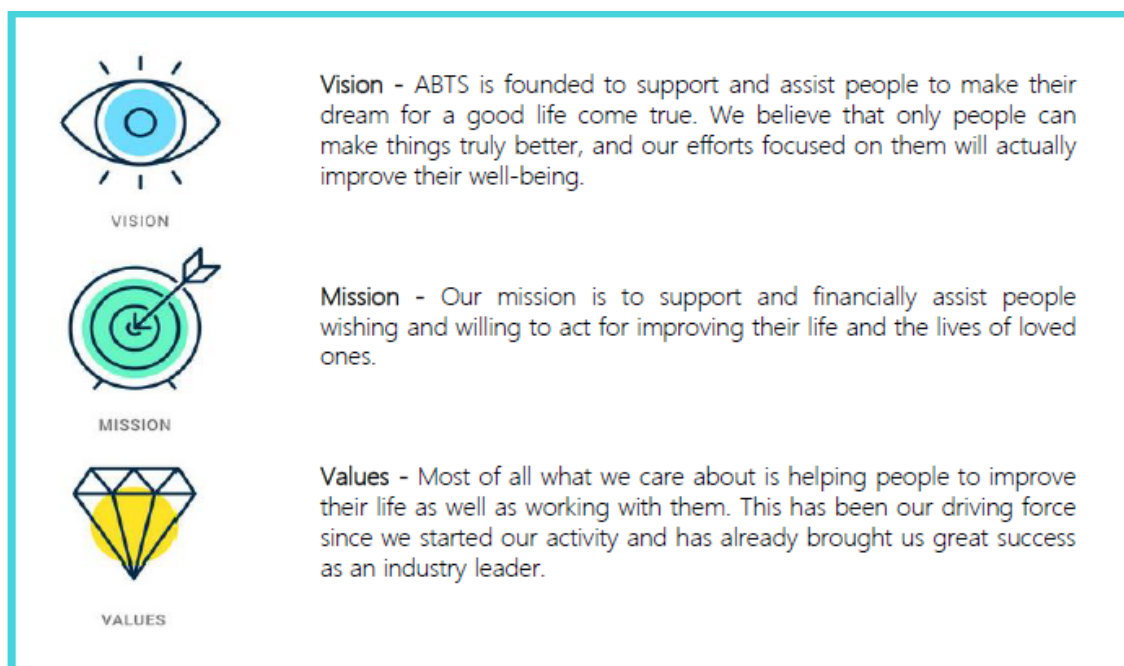 Vision - ABTS is founded to support and assist people to make their
dream for a good life come true. We believe that only people can
make things truly better, and our efforts focused on them will actually
improve their well-being.
VISION
Mission - Our mission is to support and financially assist people
wishing and willing to act for improving their life and the lives of loved
ones.
MISSION
Values - Most of all what we care about is helping people to improve
their life as well as working with them. This has been our driving force
since we started our activity and has already brought us great success
as an industry leader.
VALUES